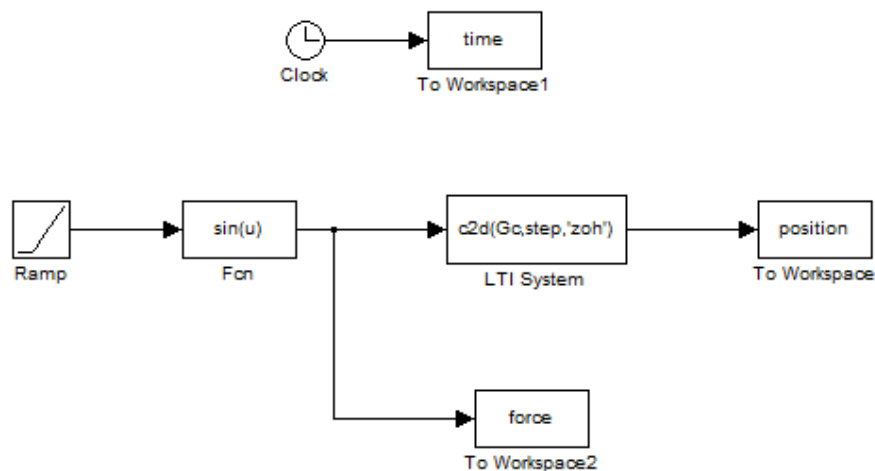 time
Clock
To Workspace1
sin(u)
c2d(Gc,step,'zoh')
position
Ramp
Fcn
LTI System
To Workspace
force
To Workspace2